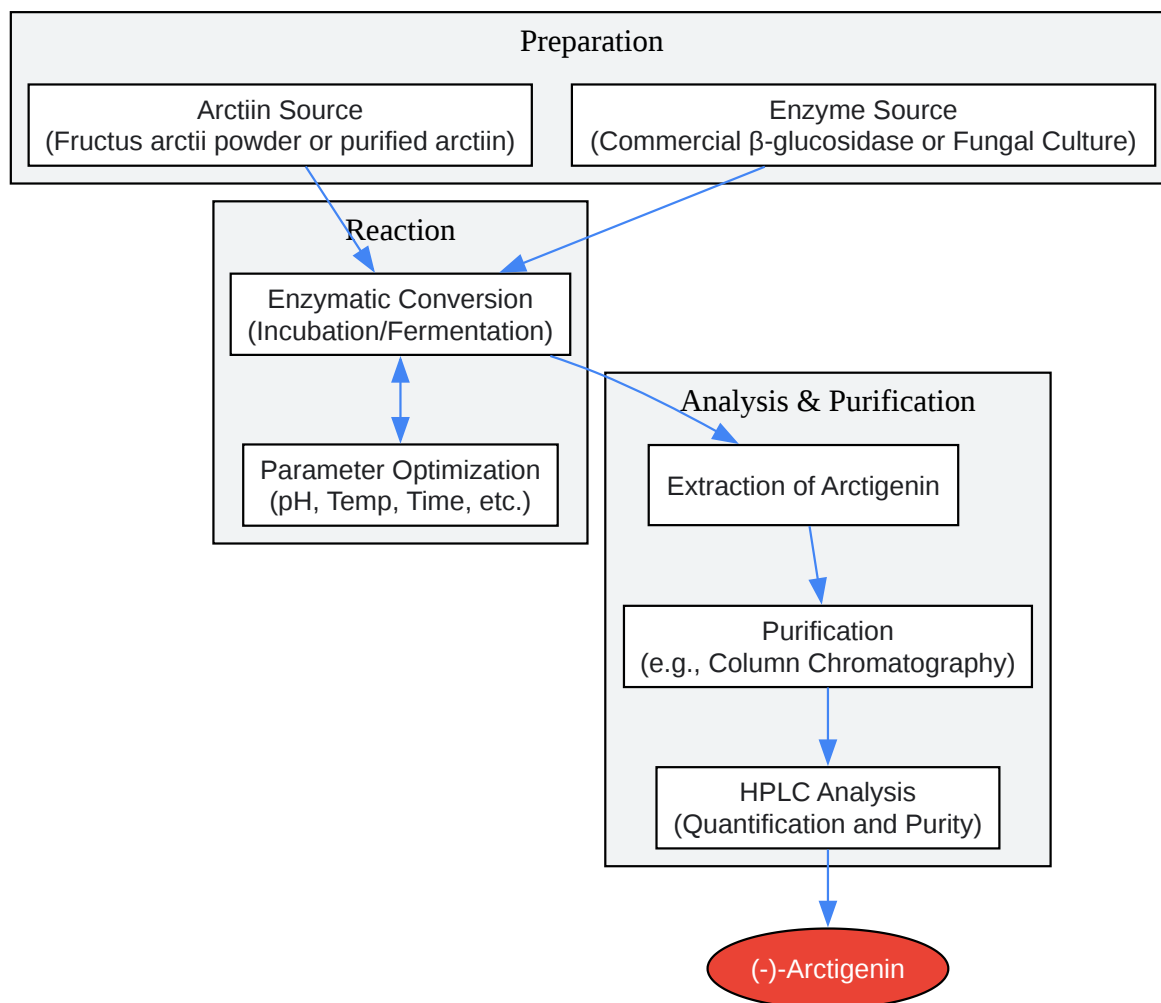 Preparation
Arctiin Source
(Fructus arctii powder or purified arctiin)
Enzyme Source
(Commercial β-glucosidase or Fungal Culture)
Reaction
Enzymatic Conversion
(Incubation/Fermentation)
Parameter Optimization
(pH, Temp, Time, etc.)
Analysis & Purification
Extraction of Arctigenin
Purification
(e.g., Column Chromatography)
HPLC Analysis
(Quantification and Purity)
(-)-Arctigenin